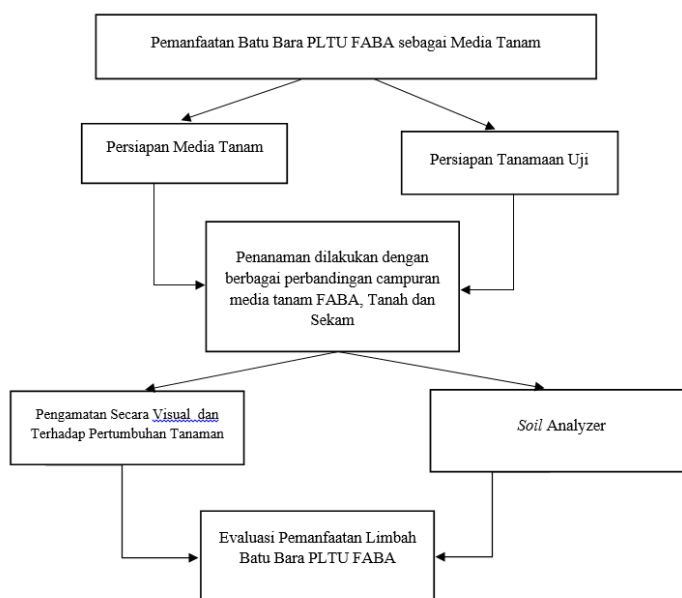 Pemanfaatan Batu Bara PLTU FABA sebagai Media Tanam
Persiapan Media Tanam
Persiapan Tanamaan Uji
Penanaman dilakukan dengan
berbagai perbandingan campuran
media tanam FABA, Tanah dan
Sekam
Pengamatan Secara Visual dan
Terhadap Pertumbuhan Tanaman
Soil Analyzer
Evaluasi Pemanfaatan Limbah
Batu Bara PLTU FABA